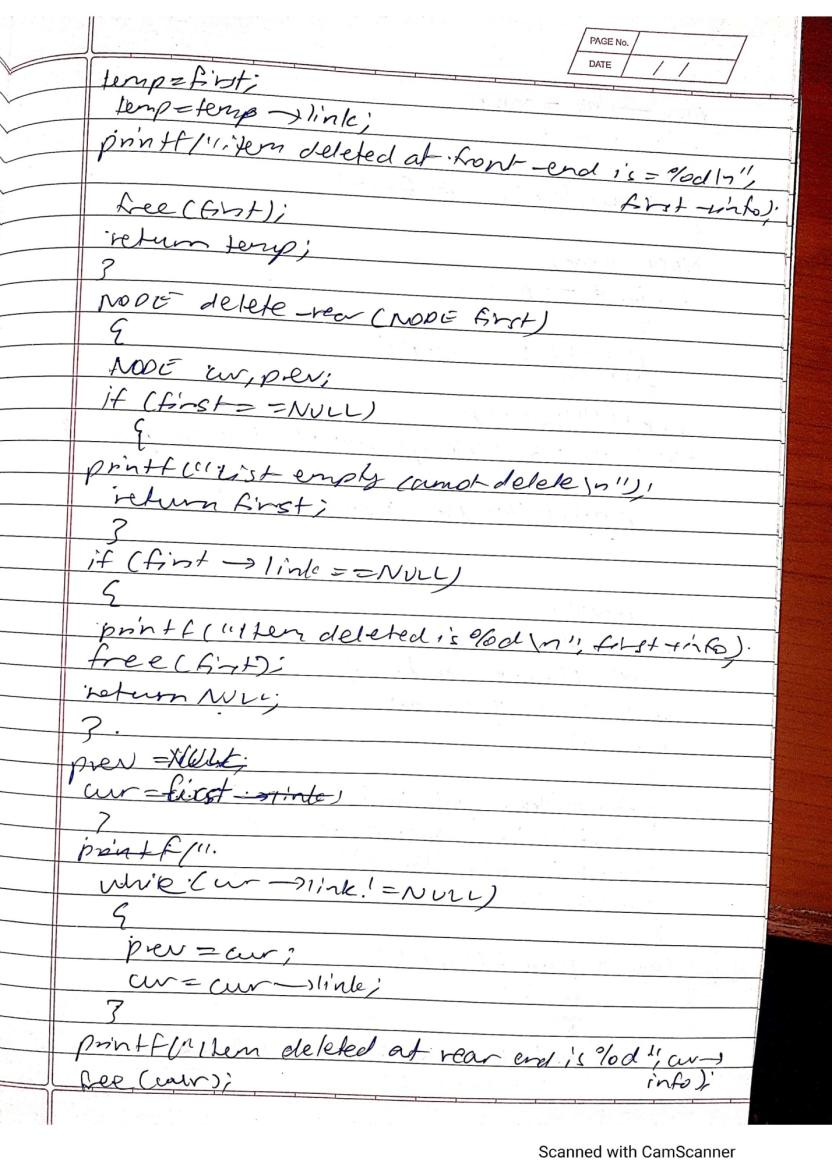 PAGE No.
DATE / /
temp=first;
temp=temp->link;
printf("item deleted at front-end is=%d\n",
first->info);
free(first);
return temp;
}
NODE delete_rear(NODE first)
{
NODE cur,prev;
if (first==NULL)
{
printf("List empty cannot delete\n");
return first;
}
if (first->link==NULL)
{
printf("Item deleted is %d\n", first->info).
free(first);
return NULL;
}.
prev =NULL;
cur=first->link;
}
printf("
while(cur->link!=NULL)
{
prev=cur;
cur=cur->link;
}
printf("Item deleted at rear end is %d", cur->
info);
free(curr);
Scanned with CamScanner